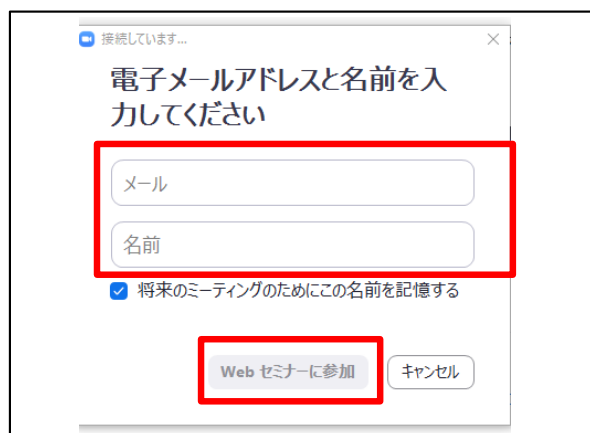 接続しています...
電子メールアドレスと名前を入
力してください
メール
名前
将来のミーティングのためにこの名前を記憶する
Web セミナーに参加
キャンセル